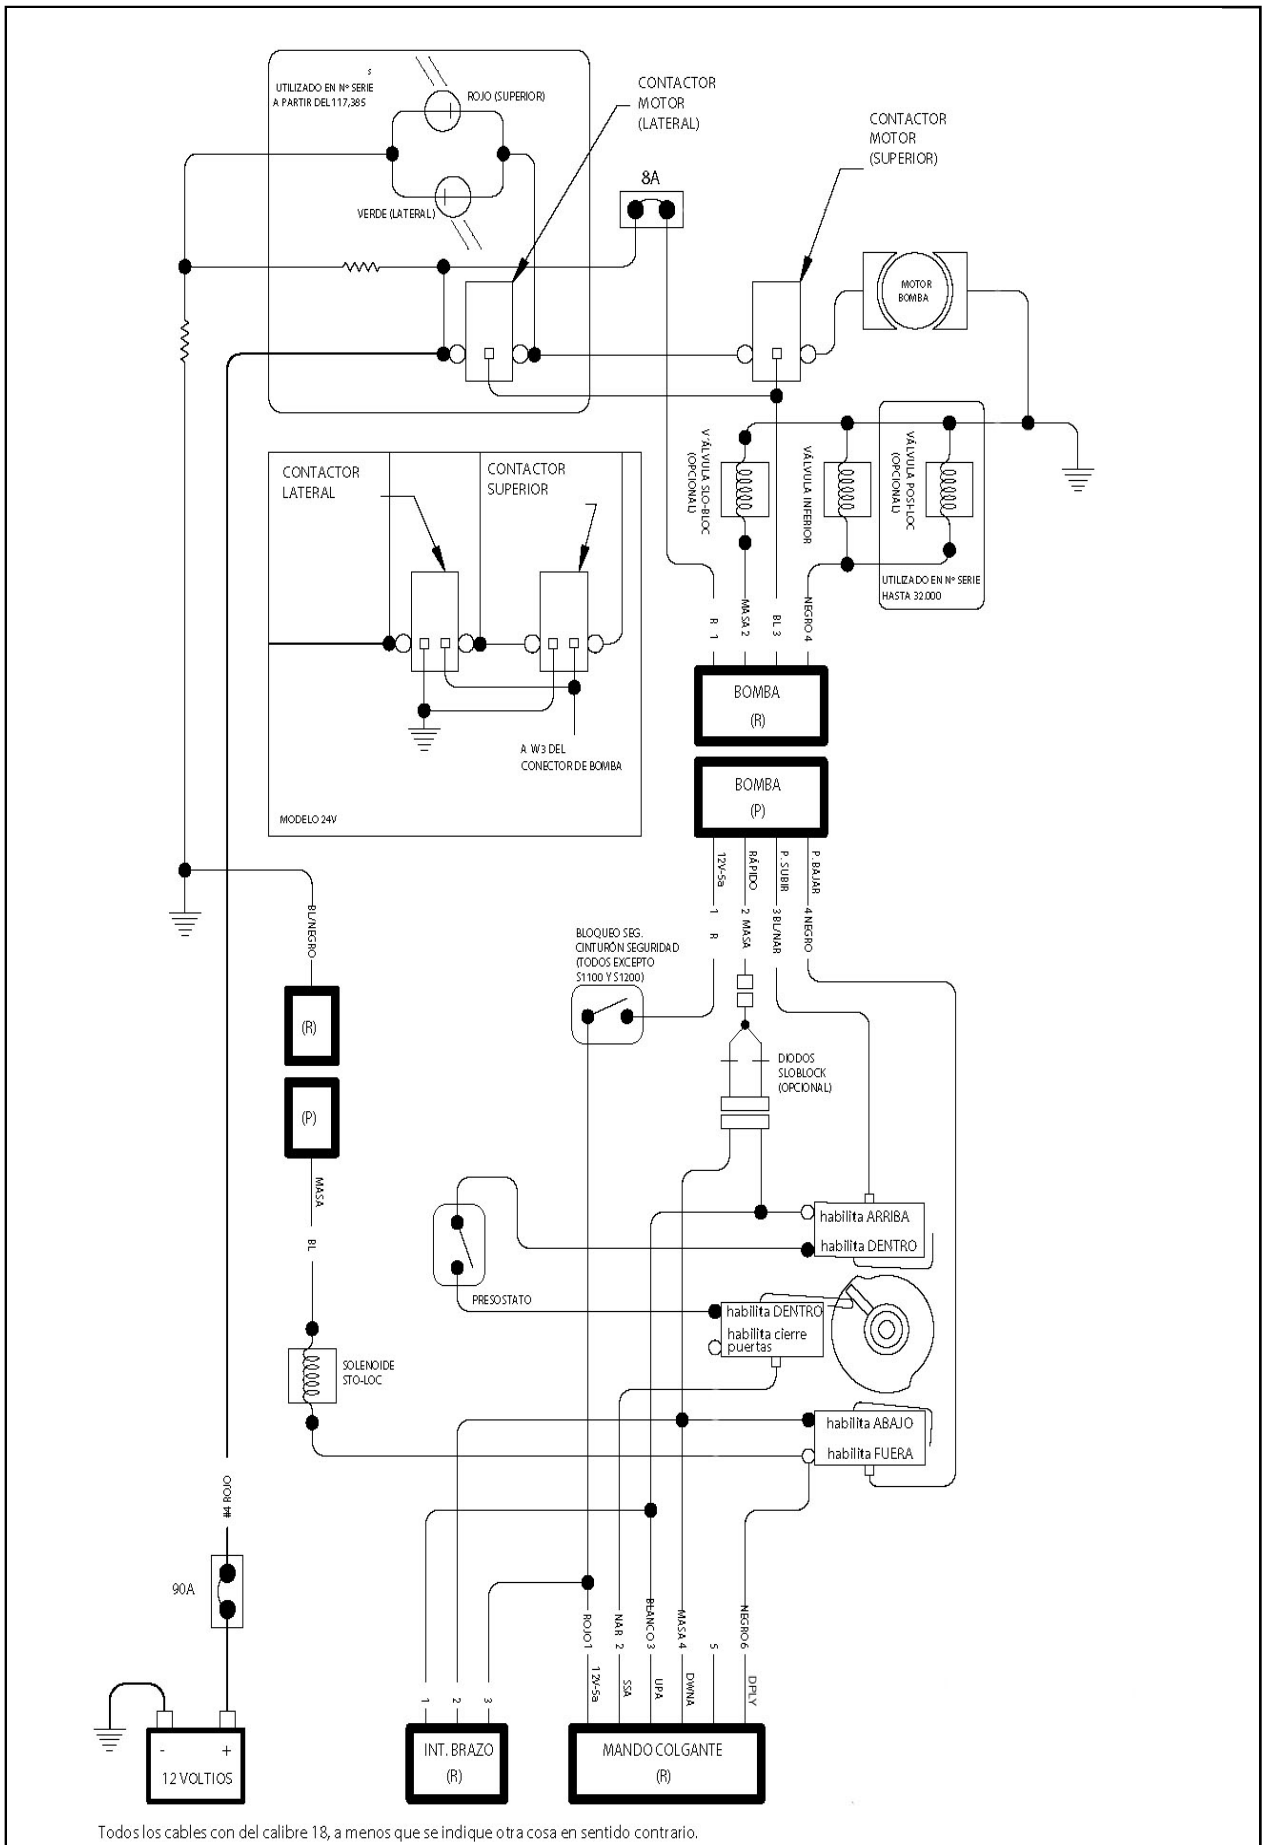 s
UTILIZADO EN Nº SERIE
A PARTIR DEL 117,385
ROJO (SUPERIOR)
VERDE (LATERAL)
CONTACTOR
MOTOR
(LATERAL)
8A
CONTACTOR
MOTOR
(SUPERIOR)
MOTOR
BOMBA
V´ÁLVULA SLO-BLOC
(OPCIONAL)
VÁLVULA INFERIOR
VÁLVULA POSI-LOC
(OPCIONAL)
UTILIZADO EN Nº SERIE
HASTA 32.000
CONTACTOR
LATERAL
CONTACTOR
SUPERIOR
A W3 DEL
CONECTOR DE BOMBA
MODELO 24V
R 1
MASA 2
BL 3
NEGRO 4
BOMBA
(R)
BOMBA
(P)
12V-5a
RÁPIDO
P. SUBIR
P. BAJAR
1 R
2 MASA
3 BL/NAR
4 NEGRO
BL/NEGRO
BLOQUEO SEG.
CINTURÓN SEGURIDAD
(TODOS EXCEPTO
S1100 Y S1200)
(R)
(P)
DIODOS
SLOBLOCK
(OPCIONAL)
MASA
BL
habilita ARRIBA
habilita DENTRO
PRESOSTATO
habilita DENTRO
habilita cierre
puertas
SOLENOIDE
STO-LOC
habilita ABAJO
habilita FUERA
#4 ROJO
90A
ROJO 1
NAR 2
BLANCO 3
MASA 4
5
NEGRO 6
12V-5a
SSA
UPA
DWNA
DPLY
1
2
3
- +
12 VOLTIOS
INT. BRAZO
(R)
MANDO COLGANTE
(R)
Todos los cables con del calibre 18, a menos que se indique otra cosa en sentido contrario.